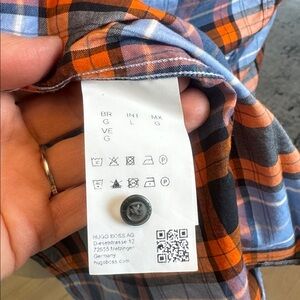 BR INT MX
G L G
VE
G
HUGO BOSS AG
Dieselstrasse 12
72555 Metzingen
Germany
hugoboss.com